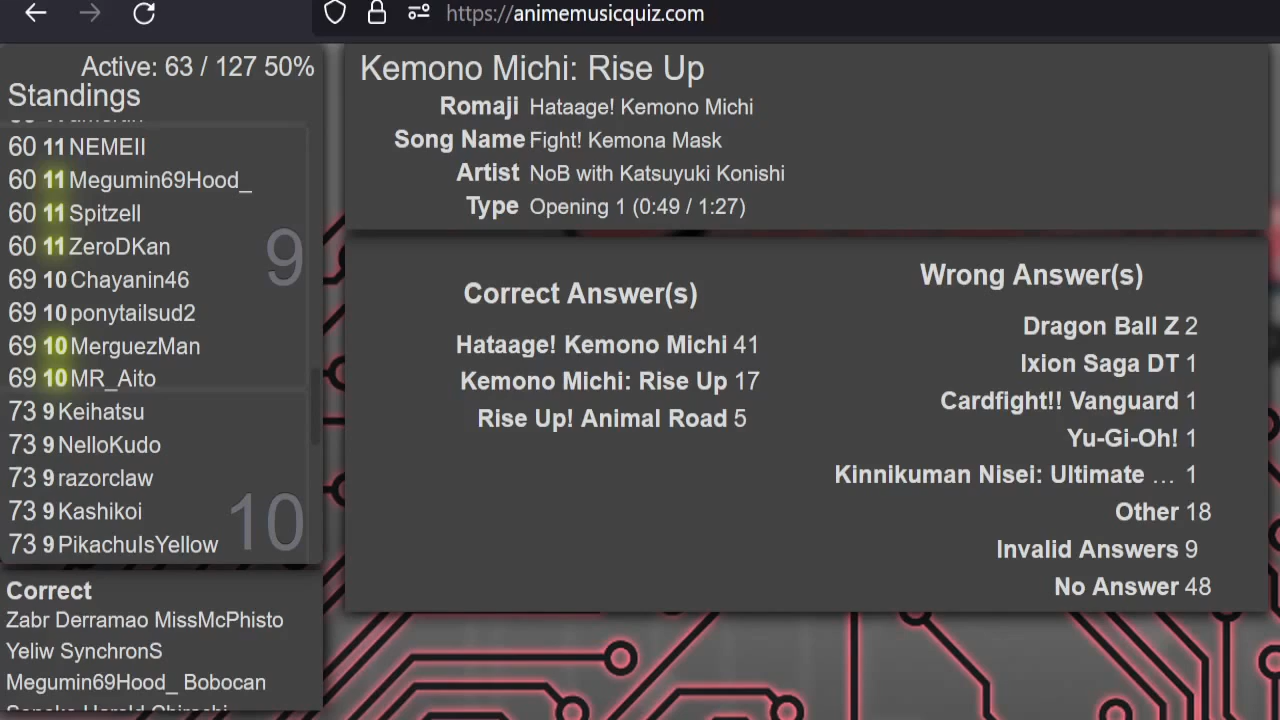 https://animemusicquiz.com
Active: 63 / 127 50%
Standings
60 11 NEMEII
60 11 Megumin69Hood_
60 11 Spitzell
60 11 ZeroDKan
9
69 10 Chayanin46
69 10 ponytailsud2
69 10 MerguezMan
69 10 MR_Aito
73 9 Keihatsu
73 9 NelloKudo
73 9 razorclaw
73 9 Kashikoi
73 9 PikachuIsYellow
10
Correct
Zabr Derramao MissMcPhisto
Yeliw SynchronS
Megumin69Hood_ Bobocan
Kemono Michi: Rise Up
Romaji Hataage! Kemono Michi
Song Name Fight! Kemona Mask
Artist NoB with Katsuyuki Konishi
Type Opening 1 (0:49 / 1:27)
Correct Answer(s)
Hataage! Kemono Michi 41
Kemono Michi: Rise Up 17
Rise Up! Animal Road 5
Wrong Answer(s)
Dragon Ball Z 2
Ixion Saga DT 1
Cardfight!! Vanguard 1
Yu-Gi-Oh! 1
Kinnikuman Nisei: Ultimate … 1
Other 18
Invalid Answers 9
No Answer 48